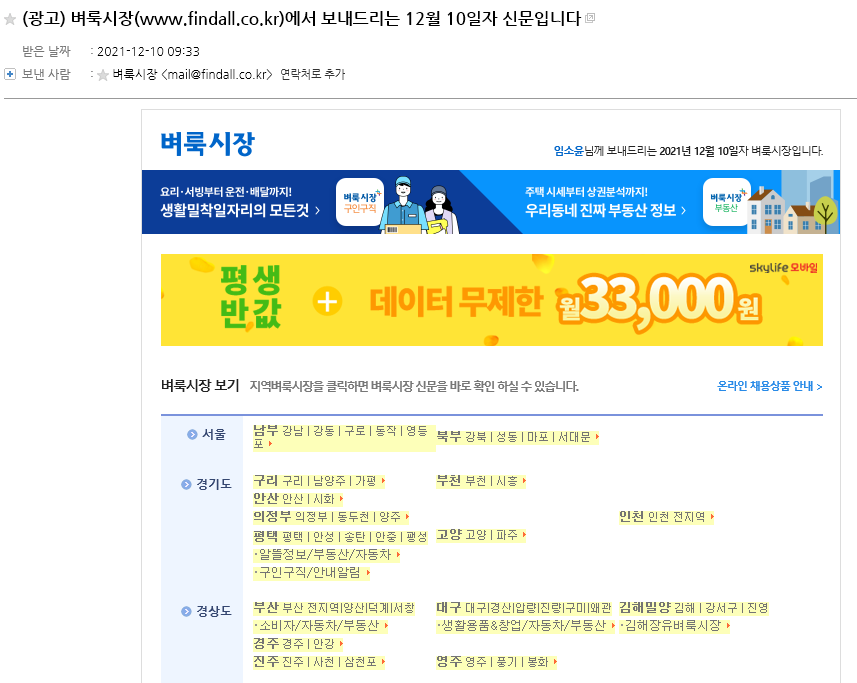 (광고) 벼룩시장(www.findall.co.kr)에서 보내드리는 12월 10일자 신문입니다
받은 날짜 : 2021-12-10 09:33
보낸 사람 : 벼룩시장 <mail@findall.co.kr> 연락처로 추가
벼룩시장
임소윤님께 보내드리는 2021년 12월 10일자 벼룩시장입니다.
요리·서빙부터 운전·배달까지!
생활밀착일자리의 모든것 >
벼룩시장
구인구직
주택 시세부터 상권분석까지!
우리동네 진짜 부동산 정보 >
벼룩시장
부동산
skylife 모바일
평생
반값
+ 데이터 무제한 월33,000원
벼룩시장 보기 지역벼룩시장을 클릭하면 벼룩시장 신문을 바로 확인 하실 수 있습니다. 온라인 채용상품 안내 >
서울
남부 강남 | 강동 | 구로 | 동작 | 영등
포
북부 강북 | 성동 | 마포 | 서대문
경기도
구리 구리 | 남양주 | 가평
부천 부천 | 시흥
안산 안산 | 시화
의정부 의정부 | 동두천 | 양주
인천 인천 전지역
평택 평택 | 안성 | 송탄 | 안중 | 평성
고양 고양 | 파주
·알뜰정보/부동산/자동차
·구인구직/안내알림
경상도
부산 부산 전지역|양산|덕계|서창
대구 대구|경산|압량|진량|구미|왜관
김해밀양 김해 | 강서구 | 진영
·소비자/자동차/부동산
·생활용품&창업/자동차/부동산
·김해장유벼룩시장
경주 경주 | 안강
진주 진주 | 사천 | 삼천포
영주 영주 | 풍기 | 봉화